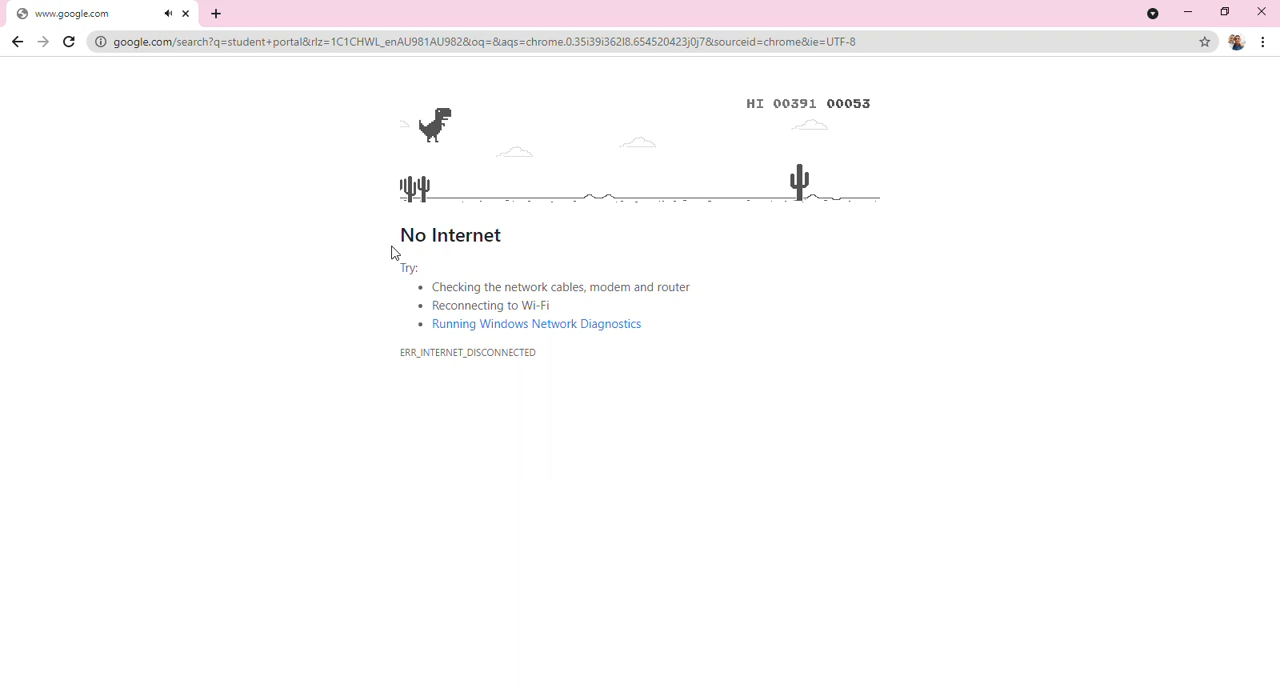 www.google.com
google.com/search?q=student+portal&rlz=1C1CHWL_enAU981AU982&oq=&aqs=chrome.0.35i39i362l8.654520423j0j7&sourceid=chrome&ie=UTF-8
HI 00391 00053
No Internet
Try:
• Checking the network cables, modem and router
• Reconnecting to Wi-Fi
• Running Windows Network Diagnostics
ERR_INTERNET_DISCONNECTED